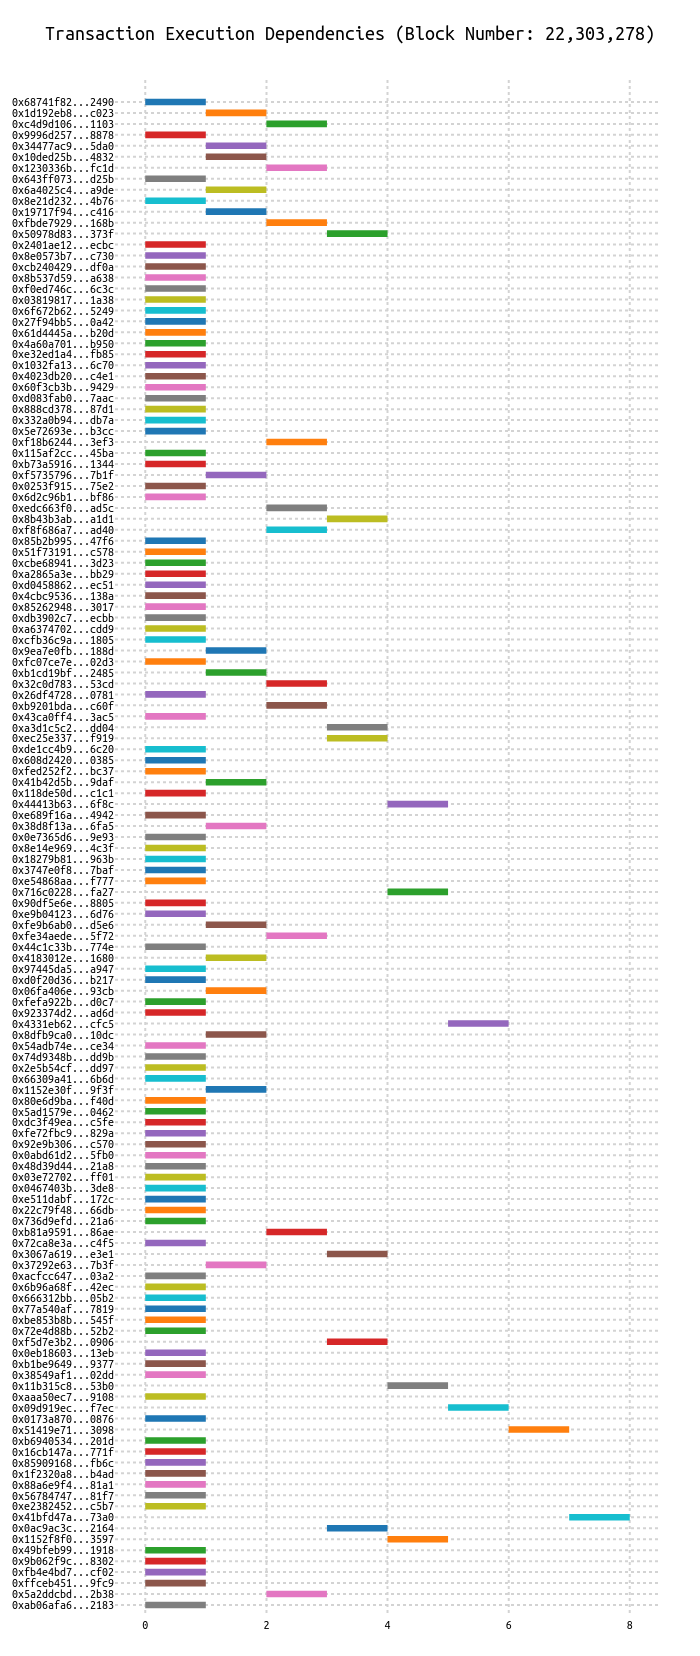 Transaction Execution Dependencies (Block Number: 22,303,278)
0x68741f82...2490
0x1d192eb8...c023
0xc4d9d106...1103
0x9996d257...8878
0x34477ac9...5da0
0x10ded25b...4832
0x1230336b...fc1d
0x643ff073...d25b
0x6a4025c4...a9de
0x8e21d232...4b76
0x19717f94...c416
0xfbde7929...168b
0x50978d83...373f
0x2401ae12...ecbc
0x8e0573b7...c730
0xcb240429...df0a
0x8b537d59...a638
0xf0ed746c...6c3c
0x03819817...1a38
0x6f672b62...5249
0x27f94bb5...0a42
0x61d4445a...b20d
0x4a60a701...b950
0xe32ed1a4...fb85
0x1032fa13...6c70
0x4023db20...c4e1
0x60f3cb3b...9429
0xd083fab0...7aac
0x888cd378...87d1
0x332a0b94...db7a
0x5e72693e...b3cc
0xf18b6244...3ef3
0x115af2cc...45ba
0xb73a5916...1344
0xf5735796...7b1f
0x0253f915...75e2
0x6d2c96b1...bf86
0xedc663f0...ad5c
0x8b43b3ab...a1d1
0xf8f686a7...ad40
0x85b2b995...47f6
0x51f73191...c578
0xcbe68941...3d23
0xa2865a3e...bb29
0xd0458862...ec51
0x4cbc9536...138a
0x85262948...3017
0xdb3902c7...ecbb
0xa6374702...cdd9
0xcfb36c9a...1805
0x9ea7e0fb...188d
0xfc07ce7e...02d3
0xb1cd19bf...2485
0x32c0d783...53cd
0x26df4728...0781
0xb9201bda...c60f
0x43ca0ff4...3ac5
0xa3d1c5c2...dd04
0xec25e337...f919
0xde1cc4b9...6c20
0x608d2420...0385
0xfed252f2...bc37
0x41b42d5b...9daf
0x118de50d...c1c1
0x44413b63...6f8c
0xe689f16a...4942
0x38d8f13a...6fa5
0x0e7365d6...9e93
0x8e14e969...4c3f
0x18279b81...963b
0x3747e0f8...7baf
0xe54868aa...f777
0x716c0228...fa27
0x90df5e6e...8805
0xe9b04123...6d76
0xfe9b6ab0...d5e6
0xfe34aede...5f72
0x44c1c33b...774e
0x4183012e...1680
0x97445da5...a947
0xd0f20d36...b217
0x06fa406e...93cb
0xfefa922b...d0c7
0x923374d2...ad6d
0x4331eb62...cfc5
0x8dfb9ca0...10dc
0x54adb74e...ce34
0x74d9348b...dd9b
0x2e5b54cf...dd97
0x66309a41...6b6d
0x1152e30f...9f3f
0x80e6d9ba...f40d
0x5ad1579e...0462
0xdc3f49ea...c5fe
0xfe72fbc9...829a
0x92e9b306...c570
0x0abd61d2...5fb0
0x48d39d44...21a8
0x03e72702...ff01
0x0467403b...3de8
0xe511dabf...172c
0x22c79f48...66db
0x736d9efd...21a6
0xb81a9591...86ae
0x72ca8e3a...c4f5
0x3067a619...e3e1
0x37292e63...7b3f
0xacfcc647...03a2
0x6b96a68f...42ec
0x666312bb...05b2
0x77a540af...7819
0xbe853b8b...545f
0x72e4d88b...52b2
0xf5d7e3b2...0906
0x0eb18603...13eb
0xb1be9649...9377
0x38549af1...02dd
0x11b315c8...53b0
0xaaa50ec7...9108
0x09d919ec...f7ec
0x0173a870...0876
0x51419e71...3098
0xb6940534...201d
0x16cb147a...771f
0x85909168...fb6c
0x1f2320a8...b4ad
0x88a6e9f4...81a1
0x56784747...81f7
0xe2382452...c5b7
0x41bfd47a...73a0
0x0ac9ac3c...2164
0x1152f8f0...3597
0x49bfeb99...1918
0x9b062f9c...8302
0xfb4e4bd7...cf02
0xffceb451...9fc9
0x5a2ddcbd...2b38
0xab06afa6...2183
0 2 4 6 8